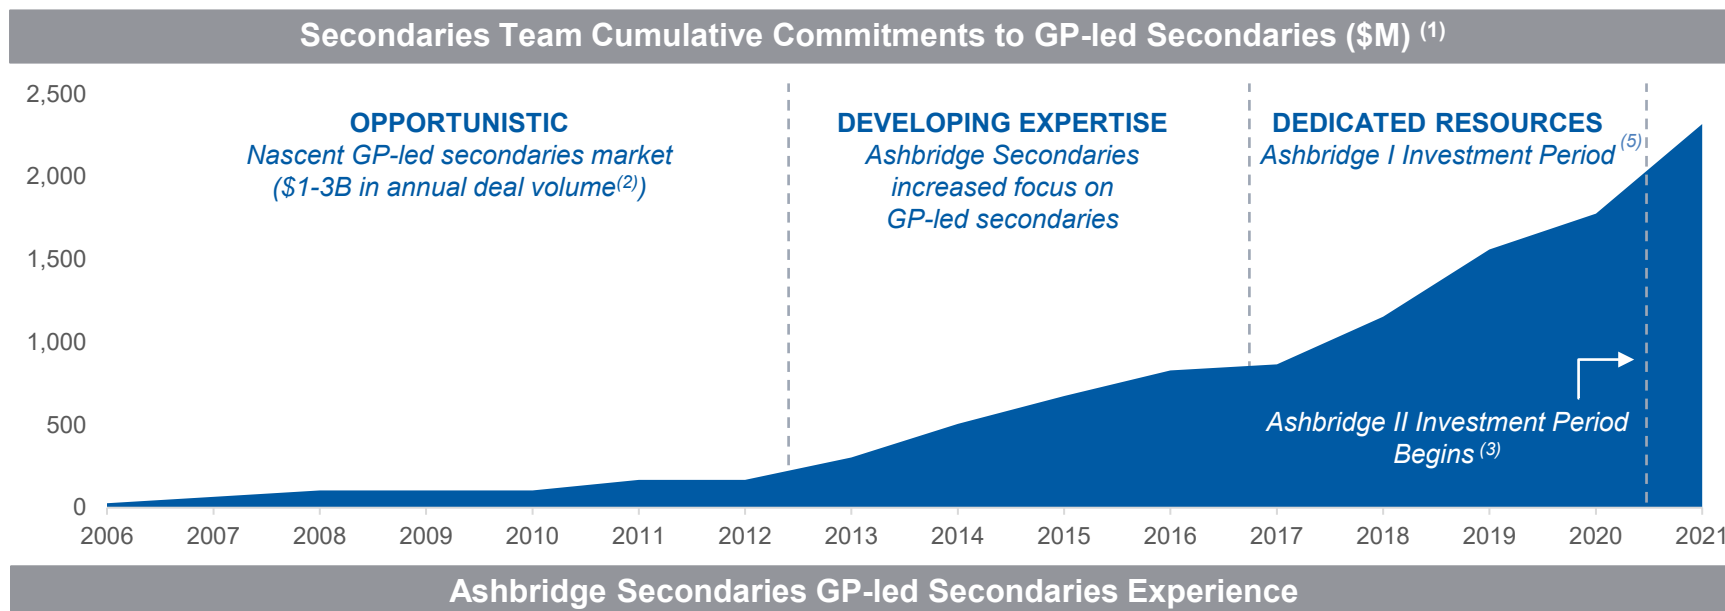 Secondaries Team Cumulative Commitments to GP-led Secondaries ($M) (1)
2,500
2,000
1,500
1,000
500
0
OPPORTUNISTIC
Nascent GP-led secondaries market
($1-3B in annual deal volume(2))
DEVELOPING EXPERTISE
Ashbridge Secondaries
increased focus on
GP-led secondaries
DEDICATED RESOURCES
Ashbridge I Investment Period (5)
Ashbridge II Investment Period
Begins (3)
2006 2007 2008 2009 2010 2011 2012 2013 2014 2015 2016 2017 2018 2019 2020 2021
Ashbridge Secondaries GP-led Secondaries Experience